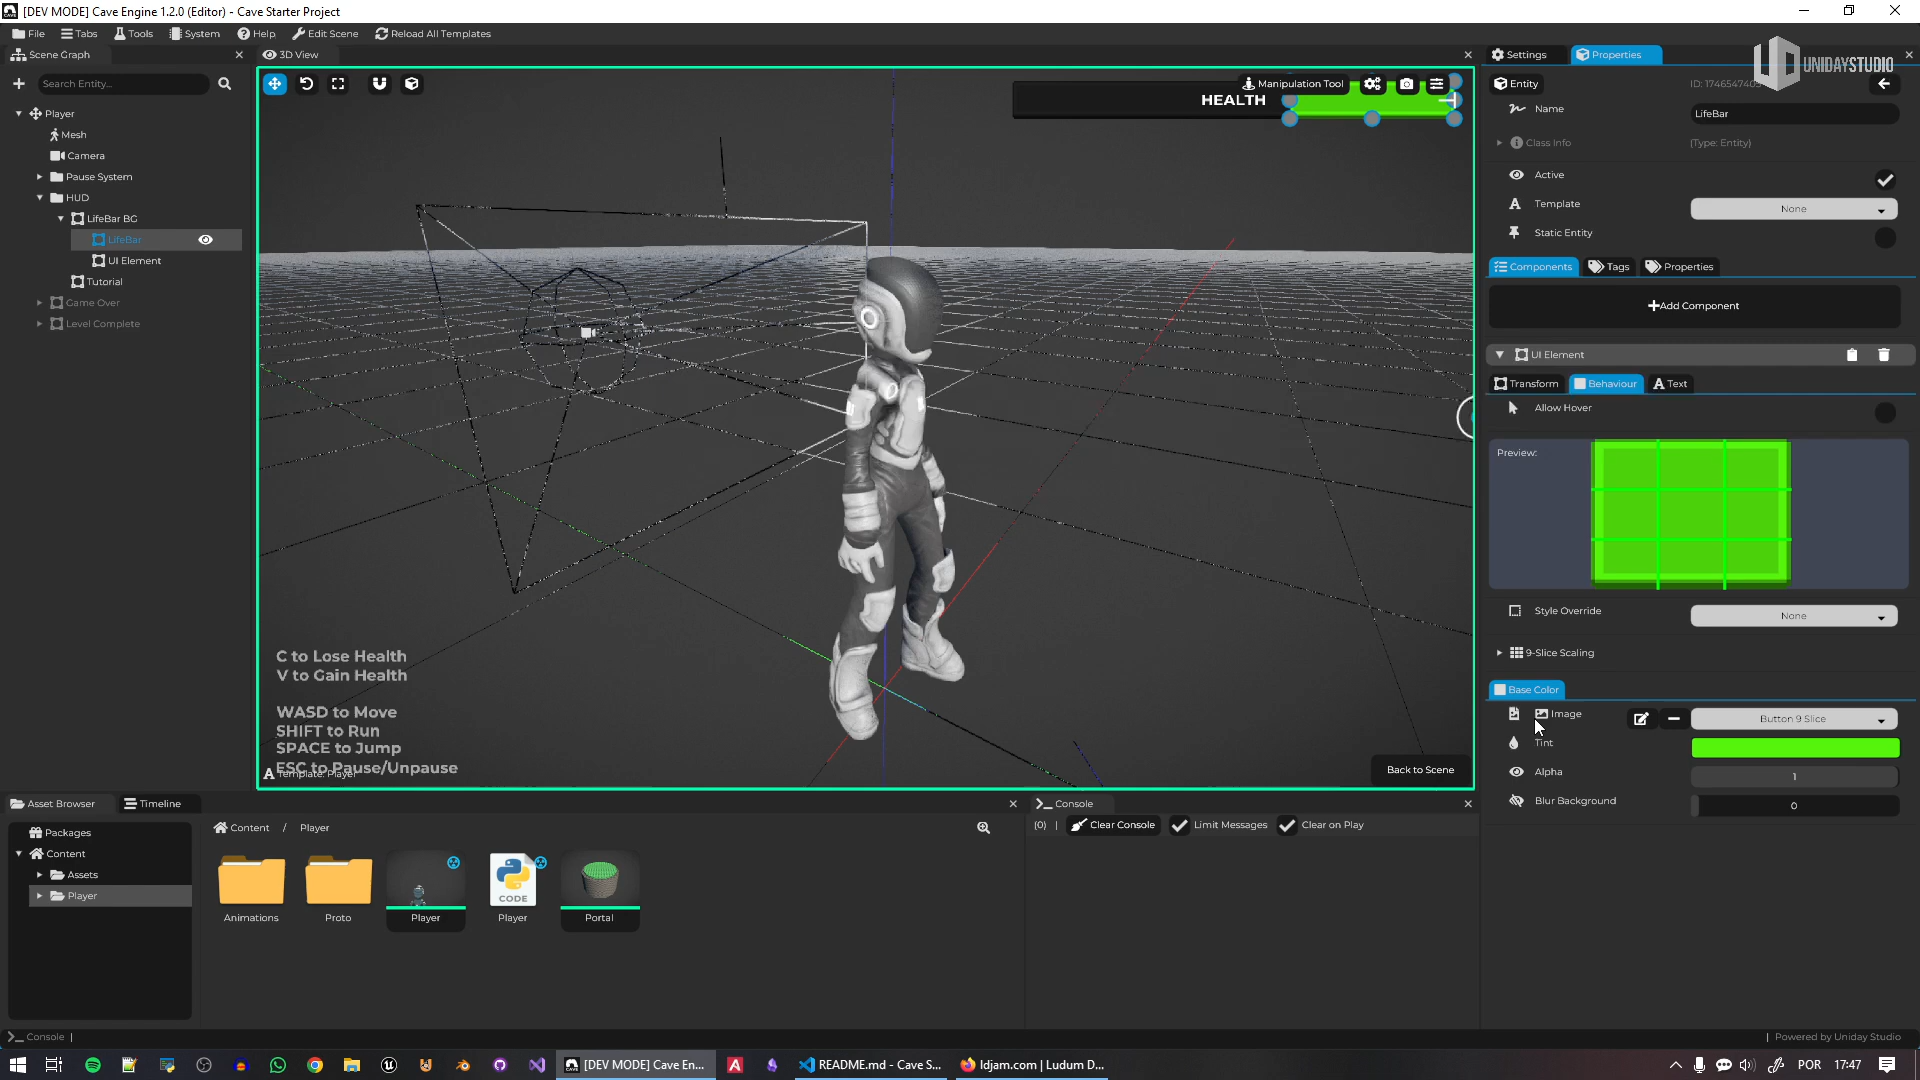 [DEV MODE] Cave Engine 1.2.0 (Editor) - Cave Starter Project
File Tabs Tools System Help Edit Scene Reload All Templates
Scene Graph
3D View
Settings Properties
UNIDAYSTUDIO
Search Entity...
Player
Mesh
Camera
Pause System
HUD
LifeBar BG
LifeBar
UI Element
Tutorial
Game Over
Level Complete
Manipulation Tool
HEALTH
C to Lose Health
V to Gain Health
WASD to Move
SHIFT to Run
SPACE to Jump
ESC to Pause/Unpause
Template: Player
Back to Scene
Entity
Name LifeBar
Class Info (Type: Entity)
Active
Template None
Static Entity
Components Tags Properties
Add Component
UI Element
Transform Behaviour Text
Allow Hover
Preview:
Style Override None
9-Slice Scaling
Base Color
Image Button 9 Slice
Tint
Alpha 1
Blur Background 0
Asset Browser Timeline
Packages
Content
Assets
Player
Content / Player
Animations
Proto
Player
CODE
Player
Portal
Console
(0) | Clear Console Limit Messages Clear on Play
Console |
| Powered by Uniday Studio
[DEV MODE] Cave En...
README.md - Cave S...
ldjam.com | Ludum D...
POR 17:47